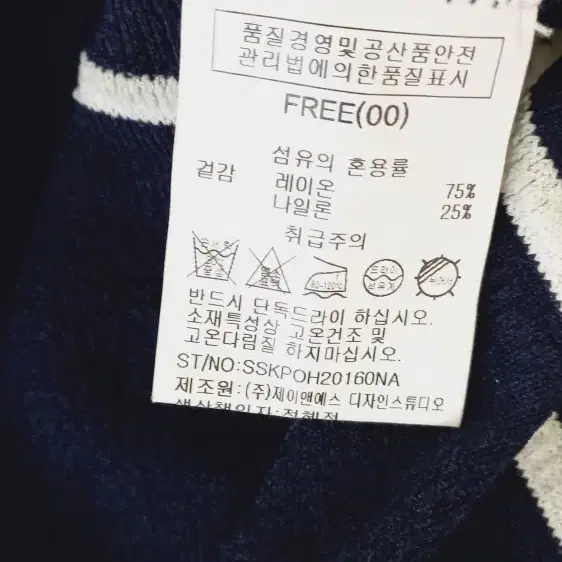 품질경영및공산품안전
관리법에의한품질표시
FREE(00)
섬유의 혼용률
겉감 레이온 75%
나일론 25%
취급주의
드라이
80-120℃
반드시 단독드라이 하십시오.
소재특성상 고온건조 및
고온다림질 하지마십시오.
ST/NO:SSKPOH20160NA
제조원:(주)제이앤에스 디자인스튜디오